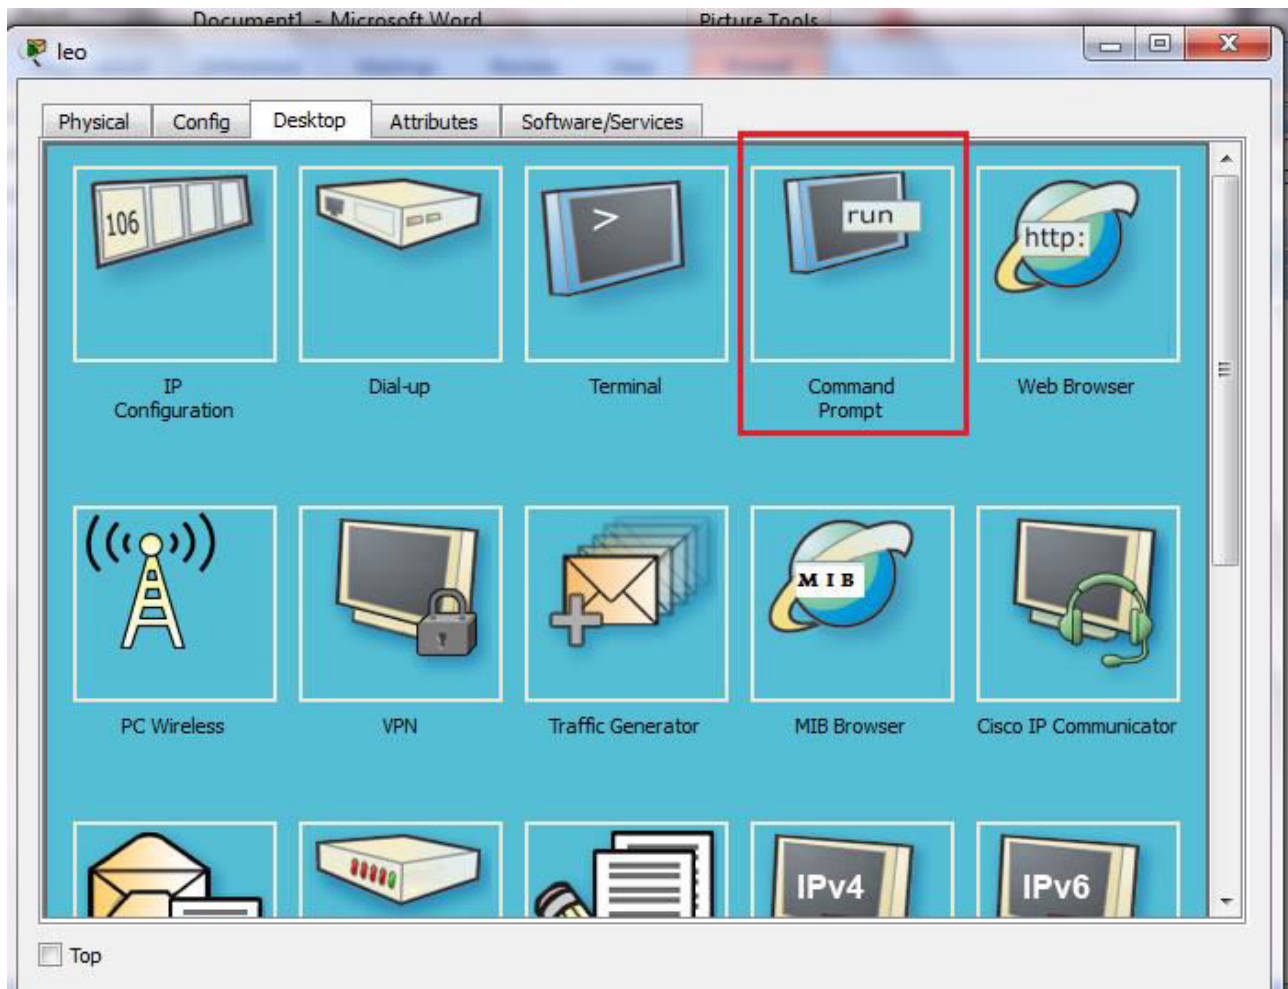 Document1 - Microsoft Word
Picture Tools
leo
Physical
Config
Desktop
Attributes
Software/Services
106
>
run
http:
IP
Configuration
Dial-up
Terminal
Command
Prompt
Web Browser
MIB
PC Wireless
VPN
Traffic Generator
MIB Browser
Cisco IP Communicator
IPv4
IPv6
Top